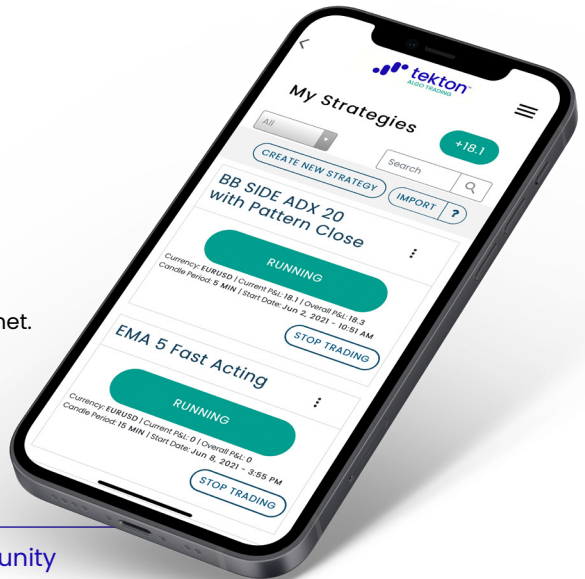 tekton
ALGO TRADING
My Strategies
+18.1
All
Search
CREATE NEW STRATEGY
IMPORT
?
BB SIDE ADX 20
with Pattern Close
RUNNING
Currency: EURUSD | Current P&L: 18.1 | Overall P&L: 18.3
Candle Period: 5 MIN | Start Date: Jun 2, 2021 - 10:51 AM
STOP TRADING
net.
EMA 5 Fast Acting
RUNNING
Currency: EURUSD | Current P&L: 0 | Overall P&L: 0
Candle Period: 15 MIN | Start Date: Jun 8, 2021 - 3:55 PM
STOP TRADING
unity